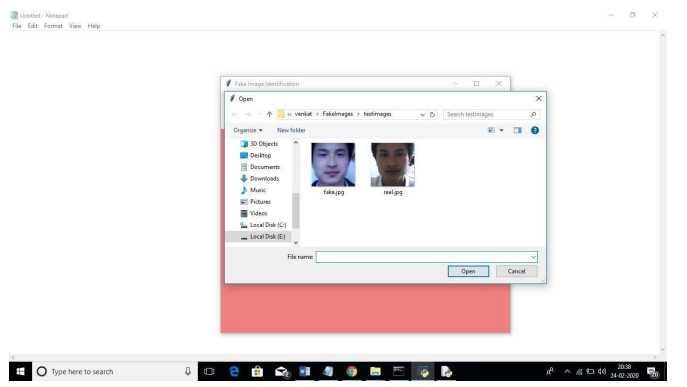 Untitled - Notepad
File Edit Format View Help
Fake Image Identification
Open
« venkat > FakeImages > testimages
Search testimages
Organize
New folder
3D Objects
Desktop
Documents
Downloads
Music
Pictures
Videos
Local Disk (C:)
Local Disk (E:)
fake.jpg
real.jpg
File name:
Open
Cancel
Type here to search
20:38
24-02-2020
20